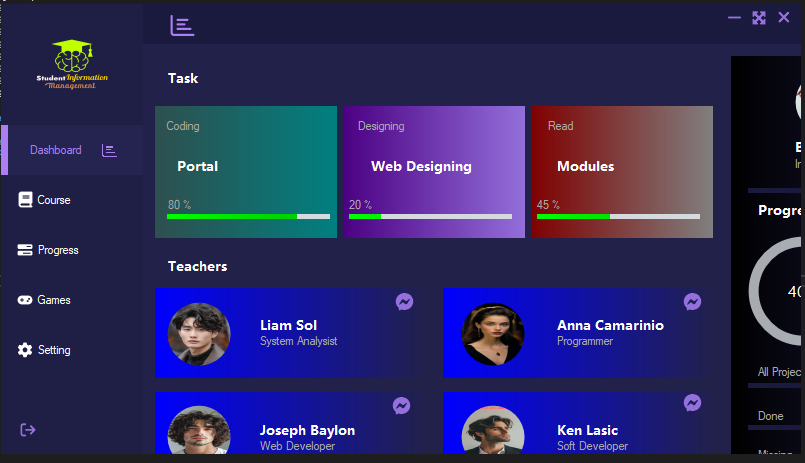 Student Information
Management
Dashboard
Course
Progress
Games
Setting
Task
Coding
Portal
80 %
Designing
Web Designing
20 %
Read
Modules
45 %
Teachers
Liam Sol
System Analysist
Anna Camarinio
Programmer
Joseph Baylon
Web Developer
Ken Lasic
Soft Developer
Progre
40
All Projec
Done